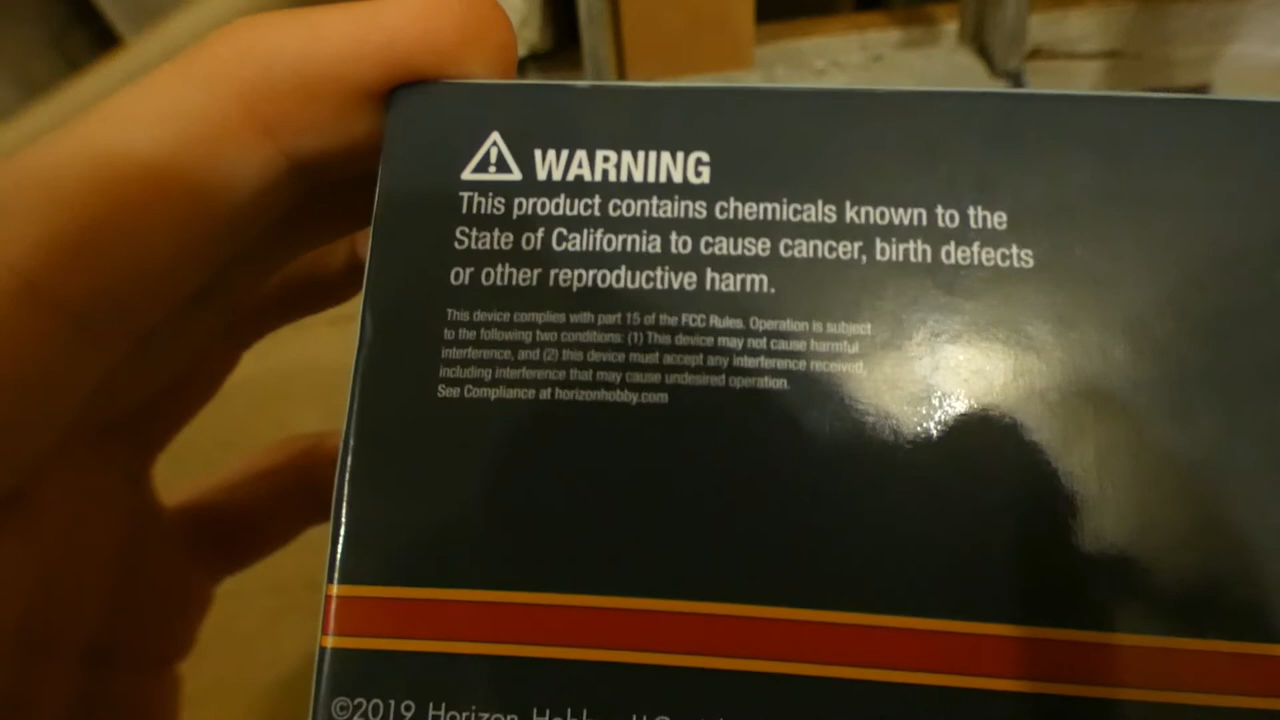 WARNING
This product contains chemicals known to the
State of California to cause cancer, birth defects
or other reproductive harm.
This device complies with part 15 of the FCC Rules. Operation is subject
to the following two conditions: (1) This device may not cause harmful
interference, and (2) this device must accept any interference received,
including interference that may cause undesired operation.
See Compliance at horizonhobby.com
©2019 Horizon Hobby, LLC